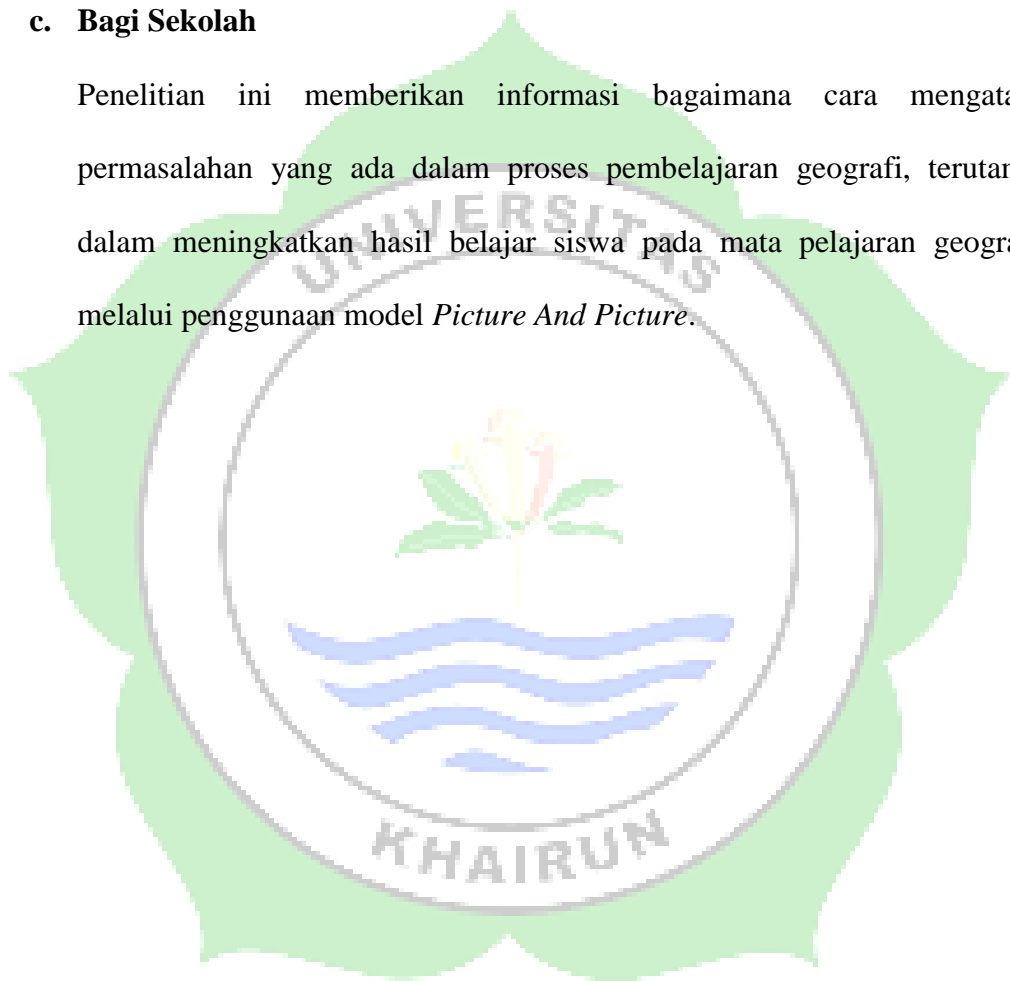 c. Bagi Sekolah
Penelitian ini memberikan informasi bagaimana cara mengata
permasalahan yang ada dalam proses pembelajaran geografi, terutan
dalam meningkatkan hasil belajar siswa pada mata pelajaran geogra
melalui penggunaan model Picture And Picture.
UNIVERSITAS
KHAIRUN